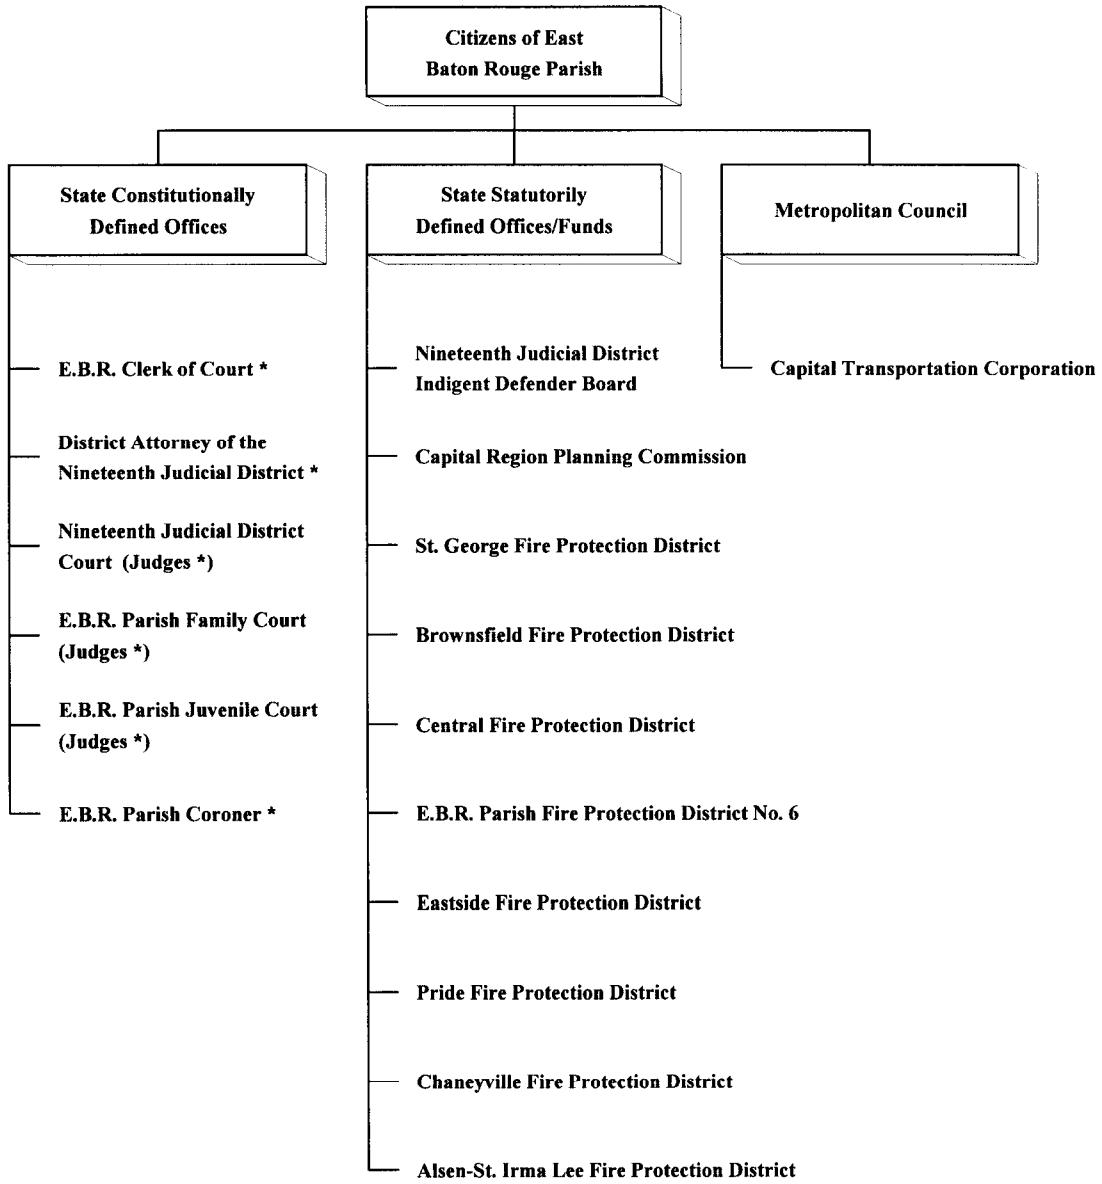 Citizens of East
Baton Rouge Parish
State Constitutionally
Defined Offices
E.B.R. Clerk of Court *
District Attorney of the
Nineteenth Judicial District *
Nineteenth Judicial District
Court (Judges *)
E.B.R. Parish Family Court
(Judges *)
E.B.R. Parish Juvenile Court
(Judges *)
E.B.R. Parish Coroner *
State Statutorily
Defined Offices/Funds
Nineteenth Judicial District
Indigent Defender Board
Capital Region Planning Commission
St. George Fire Protection District
Brownsfield Fire Protection District
Central Fire Protection District
E.B.R. Parish Fire Protection District No. 6
Eastside Fire Protection District
Pride Fire Protection District
Chaneyville Fire Protection District
Alsen-St. Irma Lee Fire Protection District
Metropolitan Council
Capital Transportation Corporation